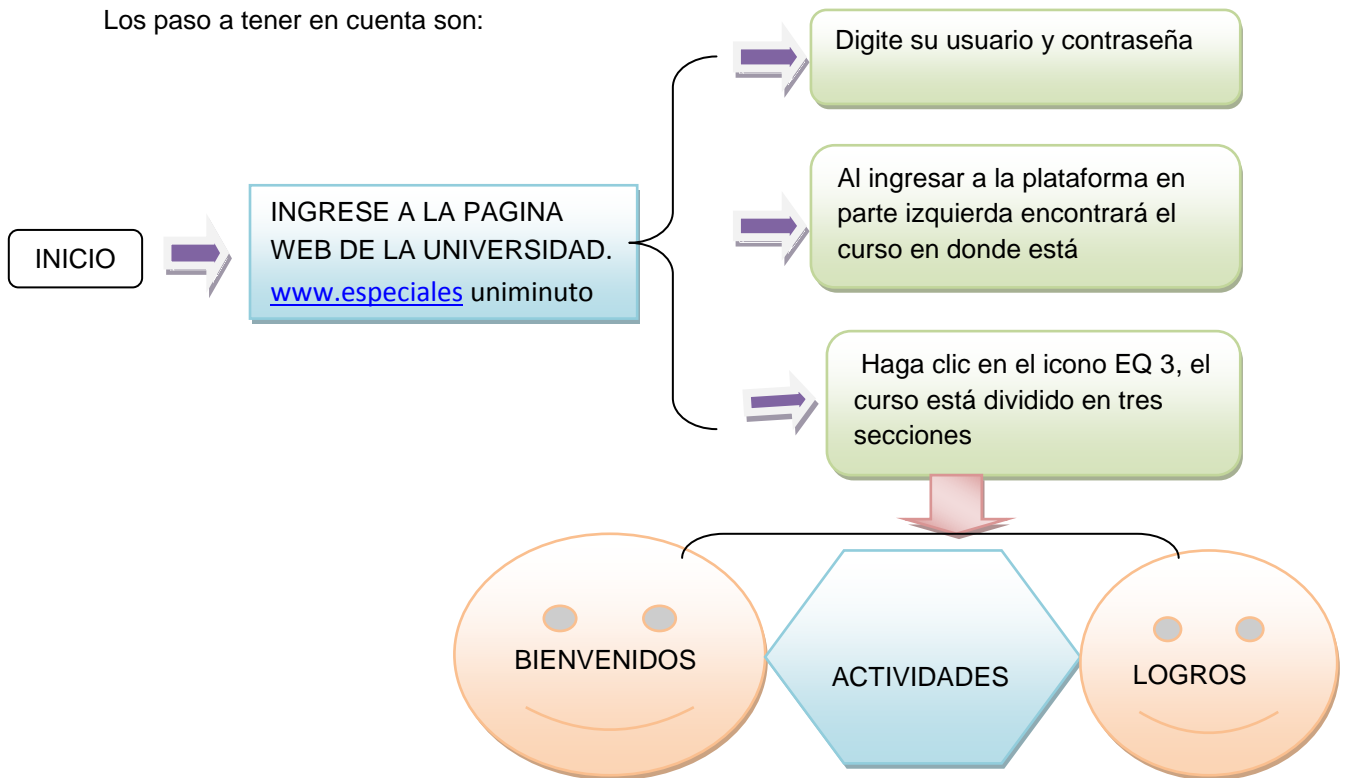 Los paso a tener en cuenta son:
Digite su usuario y contraseña
Al ingresar a la plataforma en
parte izquierda encontrará el
curso en donde está
INICIO
INGRESE A LA PAGINA
WEB DE LA UNIVERSIDAD.
www.especiales uniminuto
Haga clic en el icono EQ 3, el
curso está dividido en tres
secciones
BIENVENIDOS
ACTIVIDADES
LOGROS